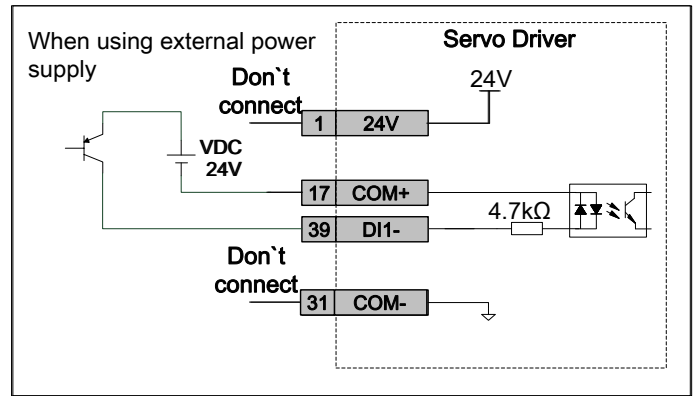 When using external power
supply
Servo Driver
Don`t
connect
24V
1 24V
VDC
24V
17 COM+
39 DI1-
4.7kΩ
Don`t
connect
31 COM-